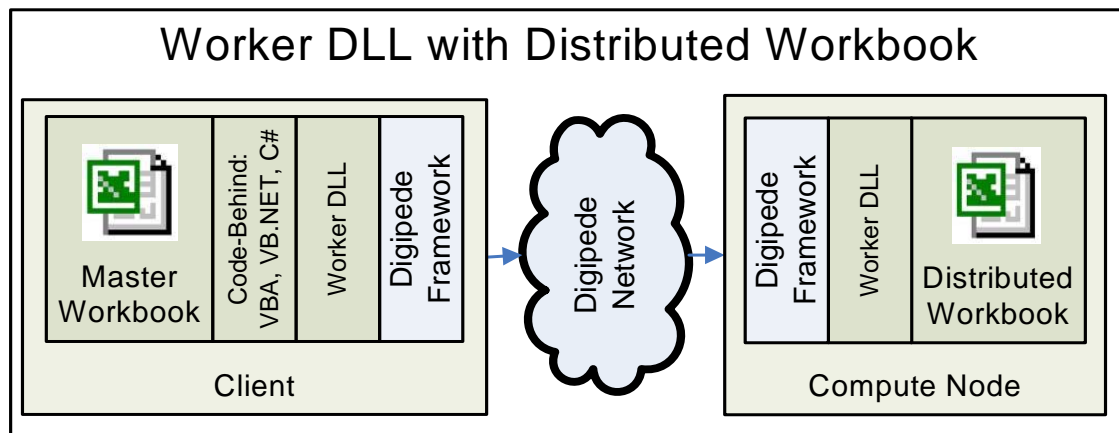 Worker DLL with Distributed Workbook
Master
Workbook
Code-Behind:
VBA, VB.NET, C#
Worker DLL
Digipede
Framework
Client
Digipede
Network
Digipede
Framework
Worker DLL
Distributed
Workbook
Compute Node